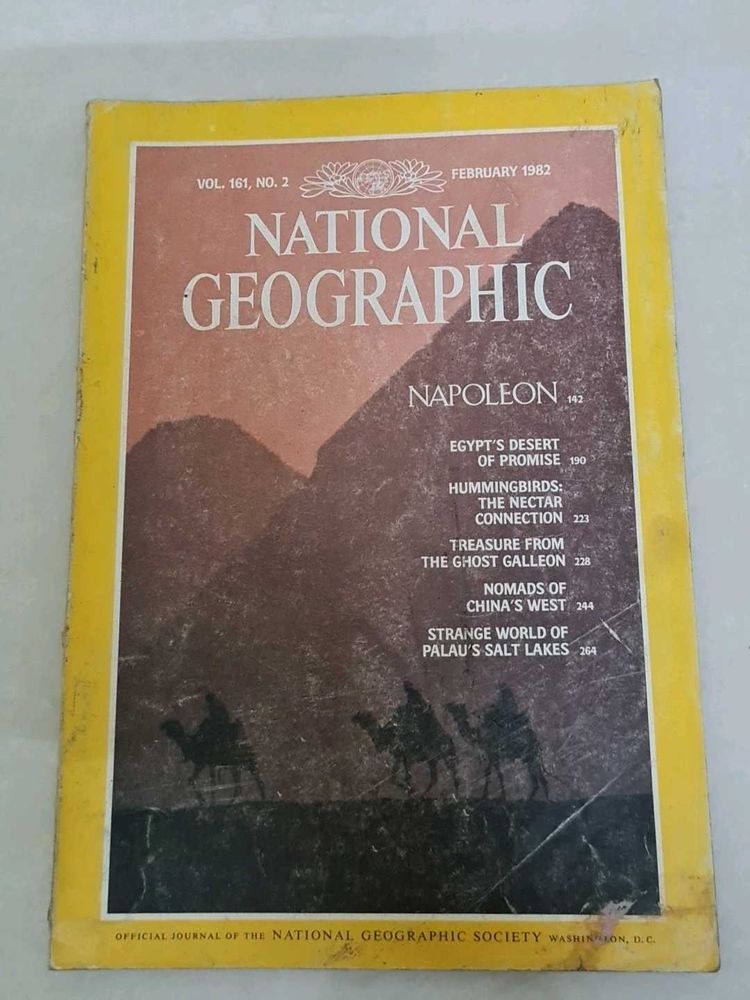 VOL. 161, NO. 2
FEBRUARY 1982
NATIONAL
GEOGRAPHIC
NAPOLEON 142
EGYPT'S DESERT
OF PROMISE 190
HUMMINGBIRDS:
THE NECTAR
CONNECTION 223
TREASURE FROM
THE GHOST GALLEON 228
NOMADS OF
CHINA'S WEST 244
STRANGE WORLD OF
PALAU'S SALT LAKES 264
OFFICIAL JOURNAL OF THE NATIONAL GEOGRAPHIC SOCIETY WASHINGTON, D.C.